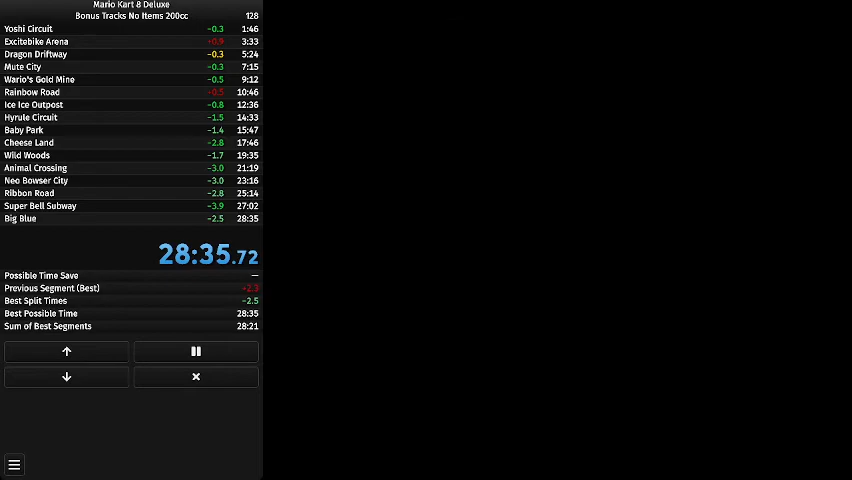 Mario Kart 8 Deluxe
Bonus Tracks No Items 200cc 128
Yoshi Circuit −0.3 1:46
Excitebike Arena +0.9 3:33
Dragon Driftway −0.3 5:24
Mute City −0.3 7:15
Wario's Gold Mine −0.5 9:12
Rainbow Road +0.5 10:46
Ice Ice Outpost −0.8 12:36
Hyrule Circuit −1.5 14:33
Baby Park −1.4 15:47
Cheese Land −2.8 17:46
Wild Woods −1.7 19:35
Animal Crossing −3.0 21:19
Neo Bowser City −3.0 23:16
Ribbon Road −2.8 25:14
Super Bell Subway −3.9 27:02
Big Blue −2.5 28:35
28:35.72
Possible Time Save —
Previous Segment (Best) +2.3
Best Split Times −2.5
Best Possible Time 28:35
Sum of Best Segments 28:21